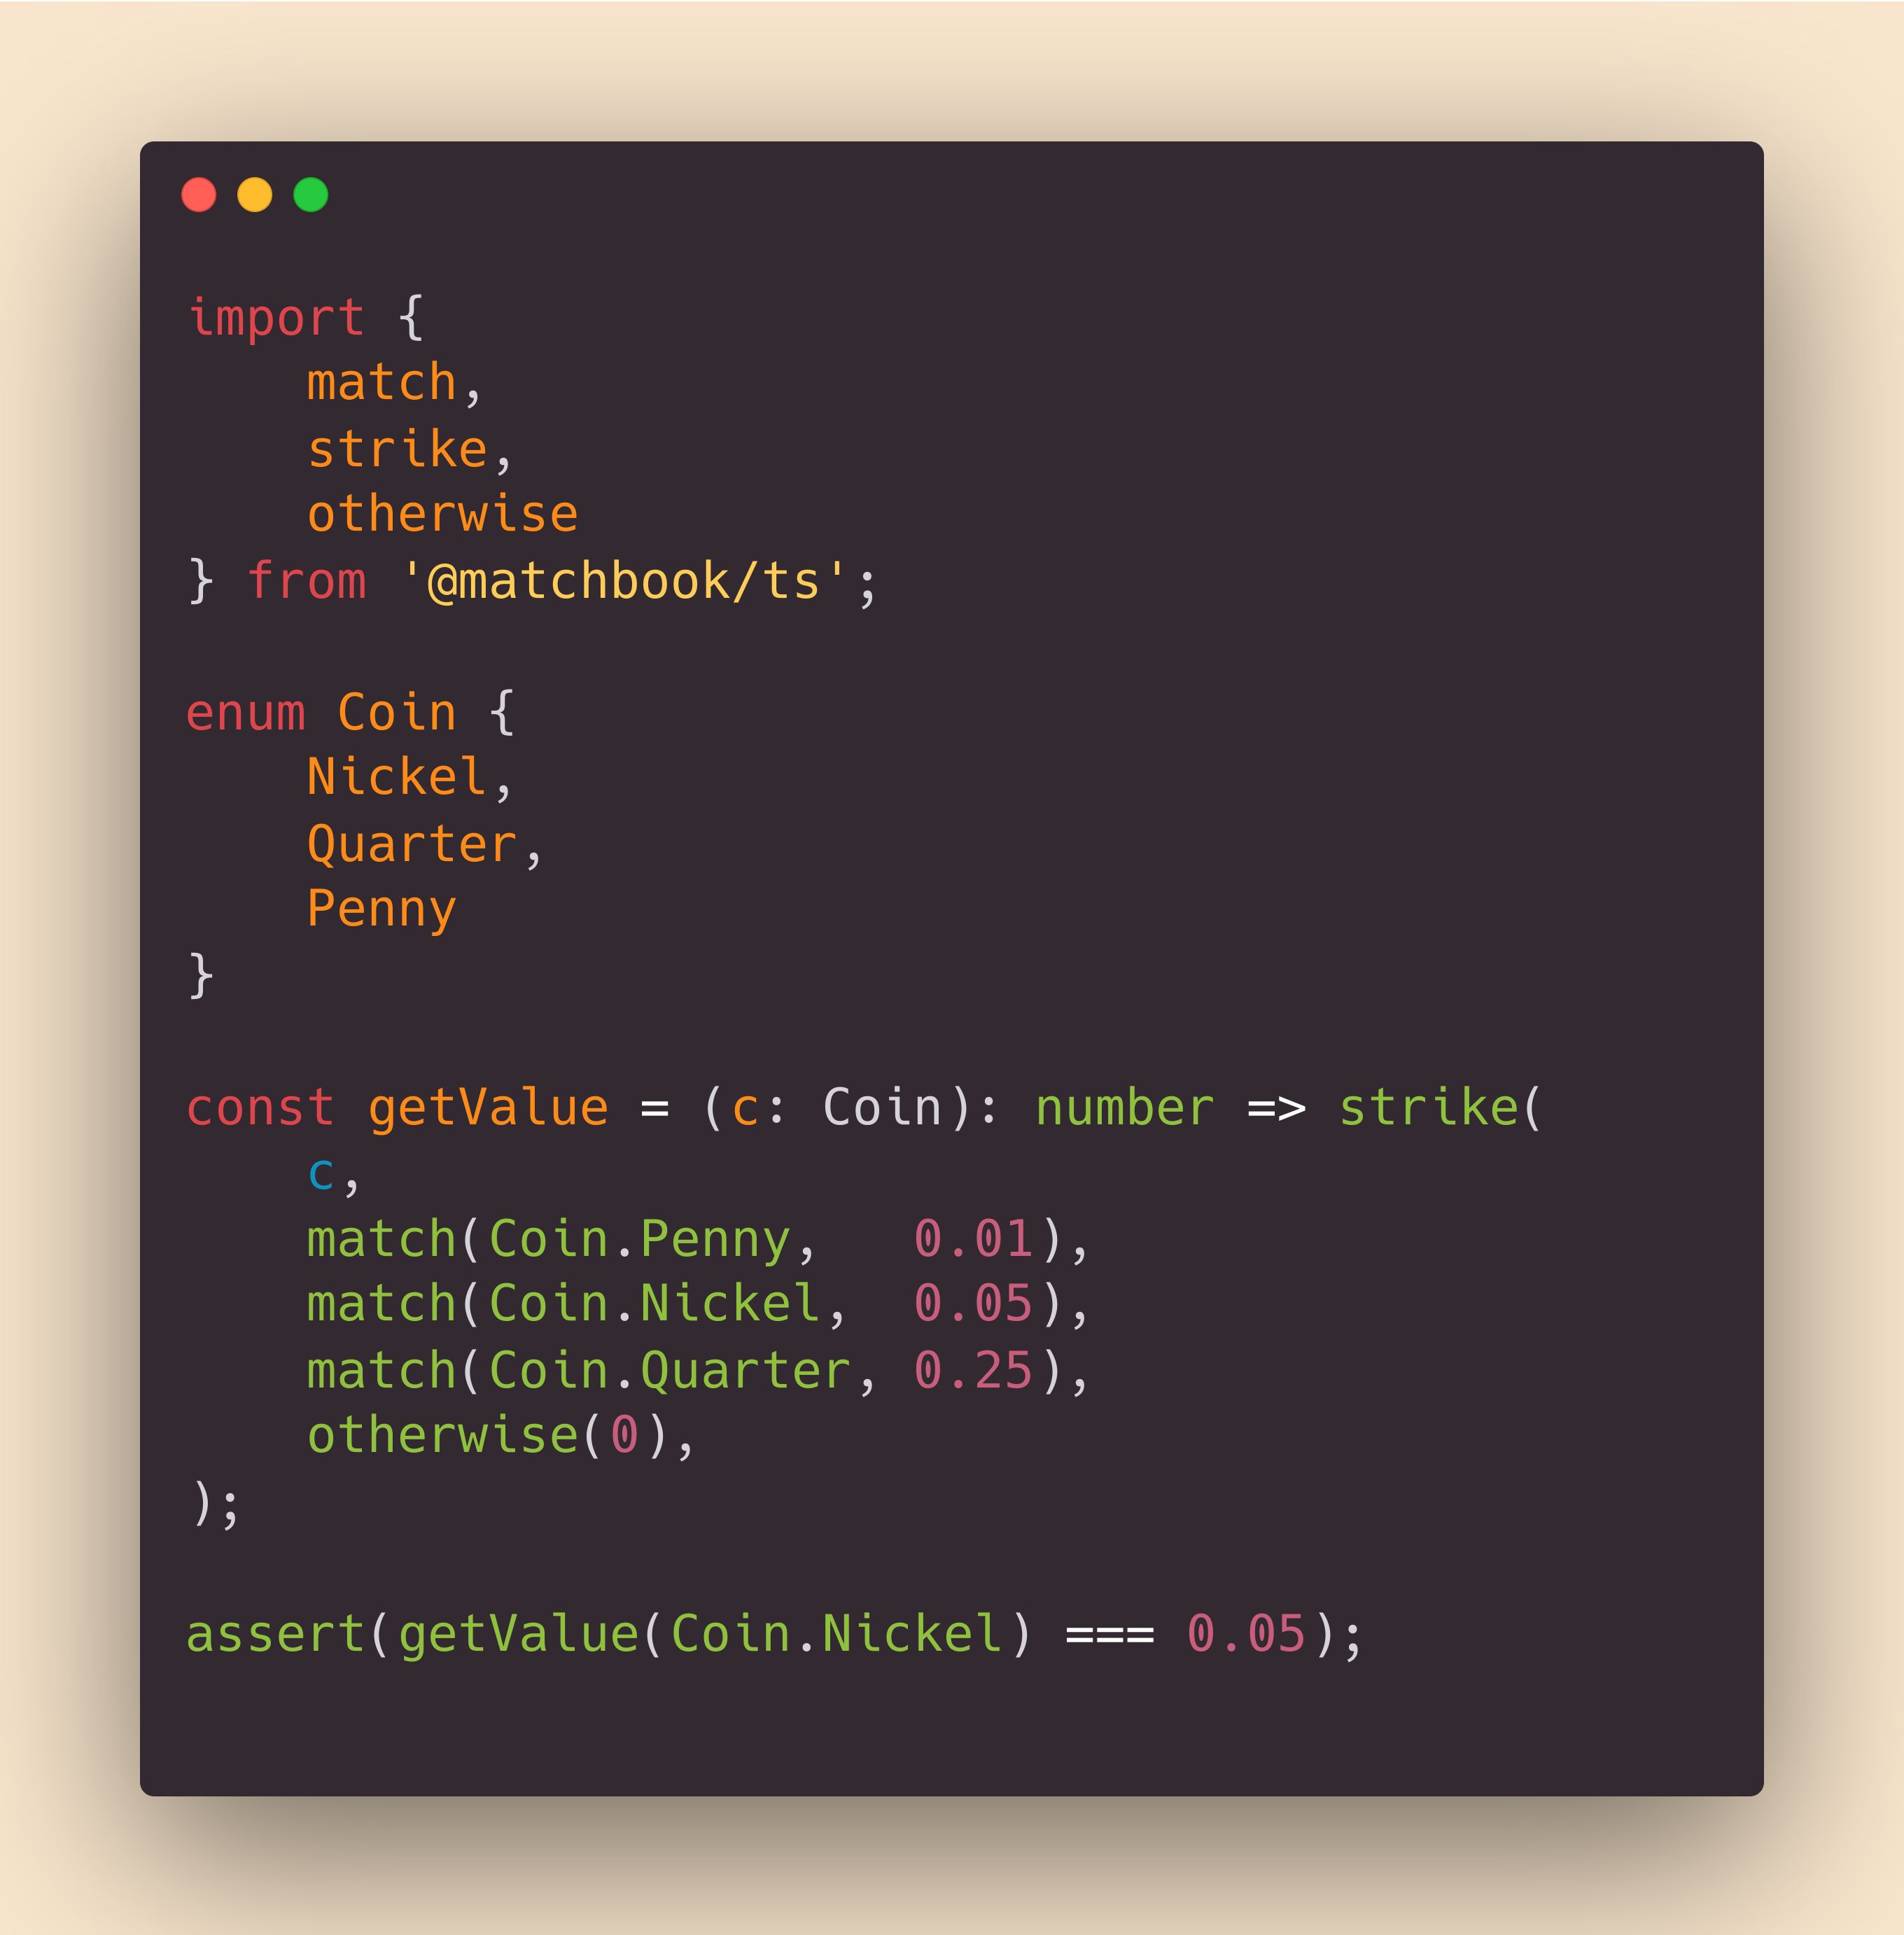 import {
    match,
    strike,
    otherwise
} from '@matchbook/ts';

enum Coin {
    Nickel,
    Quarter,
    Penny
}

const getValue = (c: Coin): number => strike(
    c,
    match(Coin.Penny,   0.01),
    match(Coin.Nickel,  0.05),
    match(Coin.Quarter, 0.25),
    otherwise(0),
);

assert(getValue(Coin.Nickel) === 0.05);